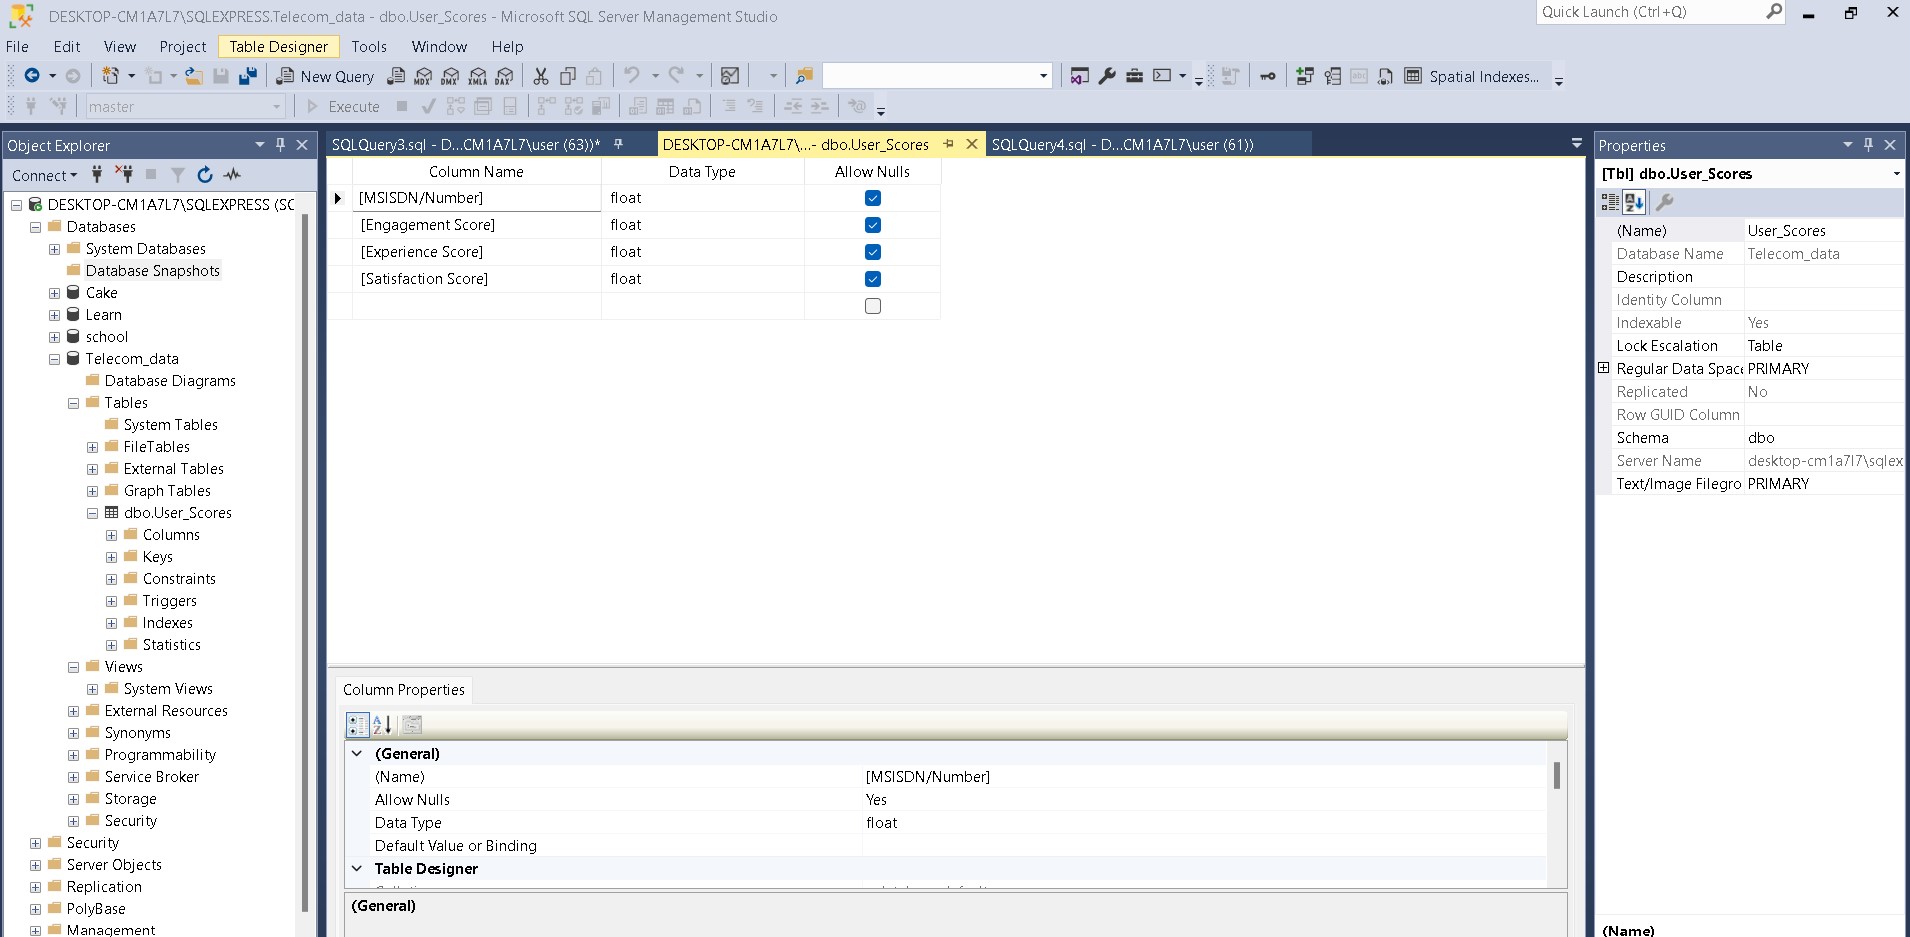 DESKTOP-CM1A7L7\SQLEXPRESS.Telecom_data - dbo.User_Scores - Microsoft SQL Server Management Studio
Quick Launch (Ctrl+Q)
File Edit View Project Table Designer Tools Window Help
New Query MDX DMX XMLA DAX Spatial Indexes...
master Execute
Object Explorer
Connect
DESKTOP-CM1A7L7\SQLEXPRESS (SC
Databases
System Databases
Database Snapshots
Cake
Learn
school
Telecom_data
Database Diagrams
Tables
System Tables
FileTables
External Tables
Graph Tables
dbo.User_Scores
Columns
Keys
Constraints
Triggers
Indexes
Statistics
Views
System Views
External Resources
Synonyms
Programmability
Service Broker
Storage
Security
Security
Server Objects
Replication
PolyBase
Management
SQLQuery3.sql - D...CM1A7L7\user (63))* DESKTOP-CM1A7L7\...- dbo.User_Scores SQLQuery4.sql - D...CM1A7L7\user (61))
Column Name Data Type Allow Nulls
[MSISDN/Number] float
[Engagement Score] float
[Experience Score] float
[Satisfaction Score] float
Column Properties
(General)
(Name) [MSISDN/Number]
Allow Nulls Yes
Data Type float
Default Value or Binding
Table Designer
(General)
Properties
[Tbl] dbo.User_Scores
(Name) User_Scores
Database Name Telecom_data
Description
Identity Column
Indexable Yes
Lock Escalation Table
Regular Data Space PRIMARY
Replicated No
Row GUID Column
Schema dbo
Server Name desktop-cm1a7l7\sqlex
Text/Image Filegro PRIMARY
(Name)